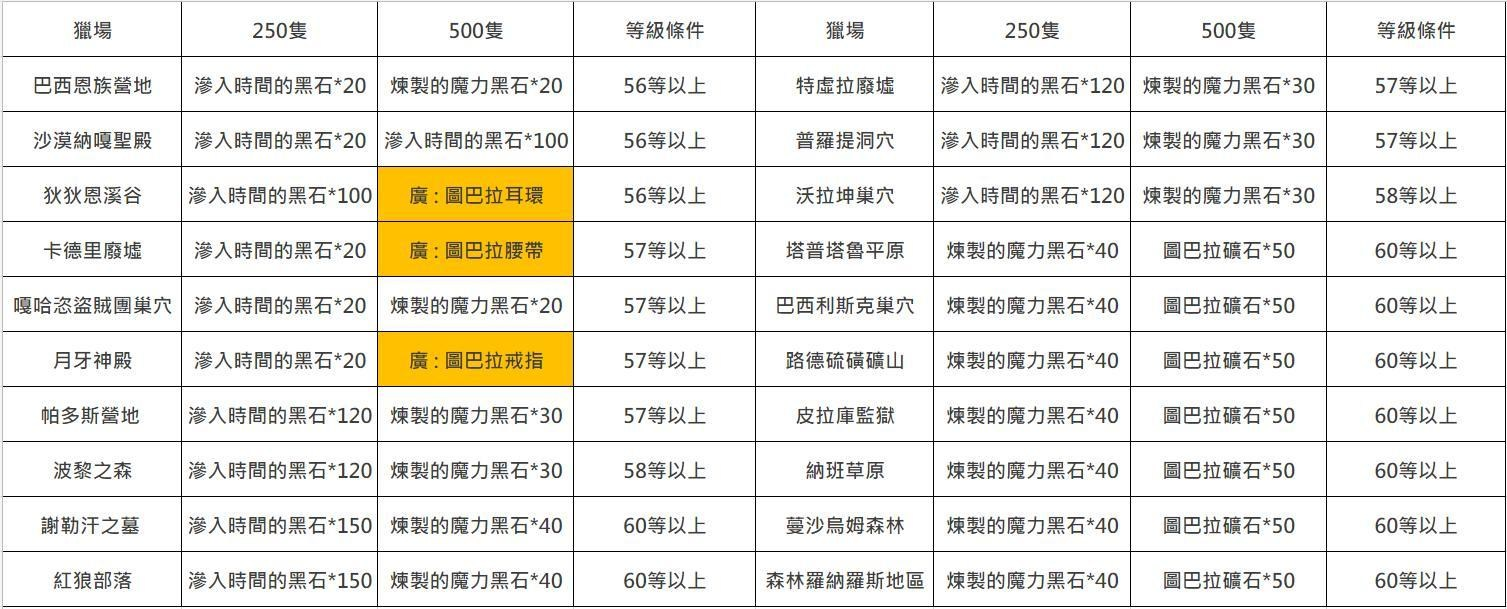 獵場 250隻 500隻 等級條件 獵場 250隻 500隻 等級條件
巴西恩族營地 滲入時間的黑石*20 煉製的魔力黑石*20 56等以上 特虛拉廢墟 滲入時間的黑石*120 煉製的魔力黑石*30 57等以上
沙漠納嘎聖殿 滲入時間的黑石*20 滲入時間的黑石*100 56等以上 普羅提洞穴 滲入時間的黑石*120 煉製的魔力黑石*30 57等以上
狄狄恩溪谷 滲入時間的黑石*100 廣 : 圖巴拉耳環 56等以上 沃拉坤巢穴 滲入時間的黑石*120 煉製的魔力黑石*30 58等以上
卡德里廢墟 滲入時間的黑石*20 廣 : 圖巴拉腰帶 57等以上 塔普塔魯平原 煉製的魔力黑石*40 圖巴拉礦石*50 60等以上
嘎哈恣盜賊團巢穴 滲入時間的黑石*20 煉製的魔力黑石*20 57等以上 巴西利斯克巢穴 煉製的魔力黑石*40 圖巴拉礦石*50 60等以上
月牙神殿 滲入時間的黑石*20 廣 : 圖巴拉戒指 57等以上 路德硫磺礦山 煉製的魔力黑石*40 圖巴拉礦石*50 60等以上
帕多斯營地 滲入時間的黑石*120 煉製的魔力黑石*30 57等以上 皮拉庫監獄 煉製的魔力黑石*40 圖巴拉礦石*50 60等以上
波黎之森 滲入時間的黑石*120 煉製的魔力黑石*30 58等以上 納班草原 煉製的魔力黑石*40 圖巴拉礦石*50 60等以上
謝勒汗之墓 滲入時間的黑石*150 煉製的魔力黑石*40 60等以上 蔓沙烏姆森林 煉製的魔力黑石*40 圖巴拉礦石*50 60等以上
紅狼部落 滲入時間的黑石*150 煉製的魔力黑石*40 60等以上 森林羅納羅斯地區 煉製的魔力黑石*40 圖巴拉礦石*50 60等以上